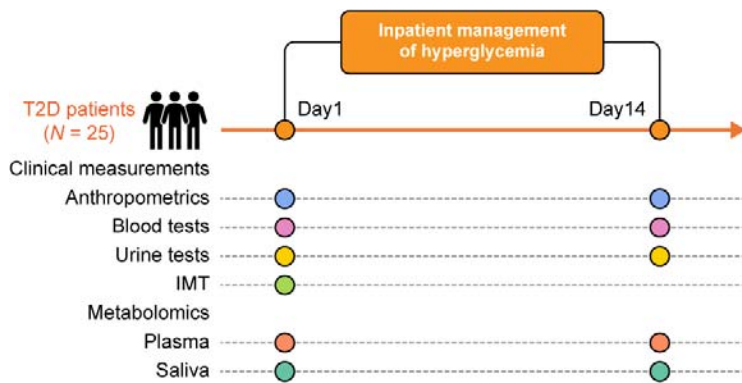 Inpatient management
of hyperglycemia
T2D patients
(N = 25)
Day1
Day14
Clinical measurements
Anthropometrics
Blood tests
Urine tests
IMT
Metabolomics
Plasma
Saliva